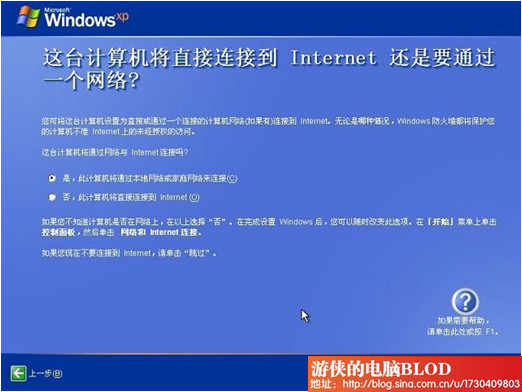 Microsoft
Windows xp
这台计算机将直接连接到 Internet 还是要通过
一个网络?
您可将这台计算机设置为直接或通过一个连接的计算机网络(如果有)连接到 Internet。无论是哪种情况，Windows 防火墙都将保护您
的计算机不受 Internet 上的未经授权的访问。
这台计算机将通过网络与 Internet 连接吗?
是，此计算机将通过本地网络或家庭网络来连接(C)
否，此计算机将直接连接到 Internet(O)
如果您不知道计算机是否在网络上，在以上选择“否”。在完成设置 Windows 后，您可以随时改变此选项。在「开始」菜单上单击
控制面板，然后单击 网络和 Internet 连接。
如果您现在不要连接到 Internet，请单击“跳过”。
如果需要帮助，
请单击此处或按 F1。
上一步(B)
游侠的电脑BLOD
地址：http://blog.sina.com.cn/u/1730409803